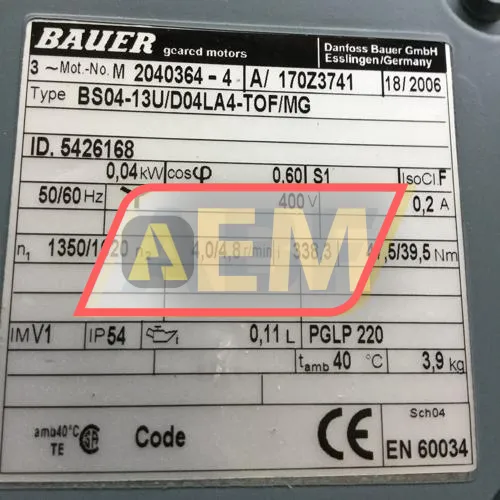 BAUER geared motors Danfoss Bauer GmbH
Esslingen/Germany
3 ~ Mot.-No. M 2040364-4 A/ 170Z3741 18/2006
Type BS04-13U/D04LA4-TOF/MG
ID. 5426168
0,04 kW cosφ 0,60 S1 IsoCl. F
50/60 Hz 400 V 0,2 A
n1 1350/ n2 4,0/4,8 r/min i 338,3 ,5/39,5 Nm
AEM
IM V1 IP 54 0,11 L PGLP 220
tamb 40 °C 3,9 kg
Sch04
amb40°C
TE
Code CE EN 60034